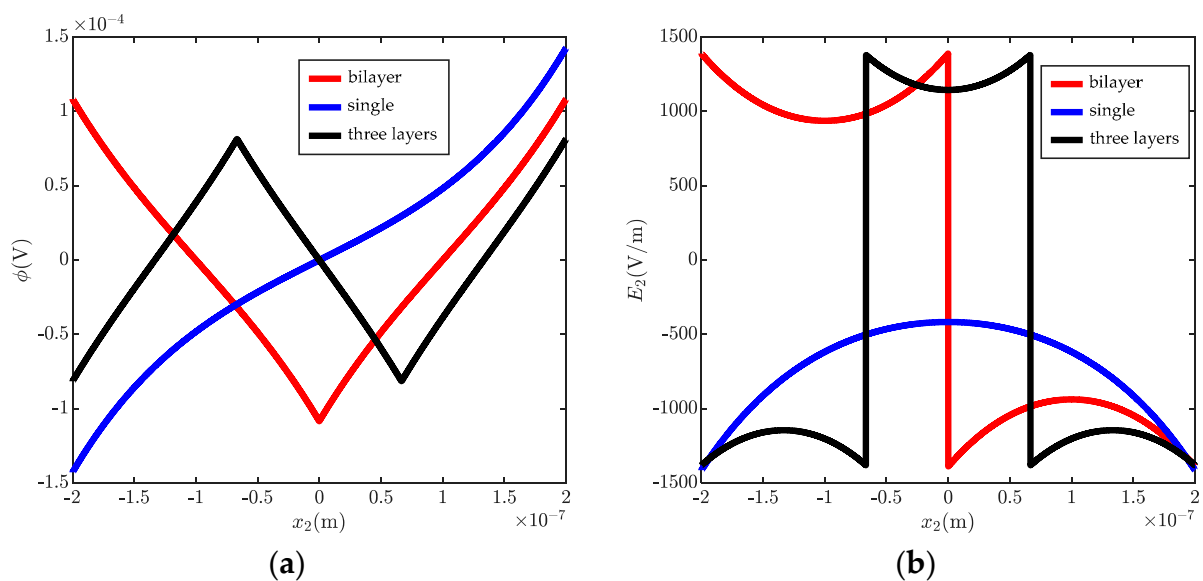 ×10⁻⁴
1.5
1
0.5
0
-0.5
-1
-1.5
ϕ(V)
bilayer
single
three layers
-2 -1.5 -1 -0.5 0 0.5 1 1.5 2
x₂(m)
×10⁻⁷
(a)
1500
1000
500
0
-500
-1000
-1500
E₂(V/m)
bilayer
single
three layers
-2 -1.5 -1 -0.5 0 0.5 1 1.5 2
x₂(m)
×10⁻⁷
(b)